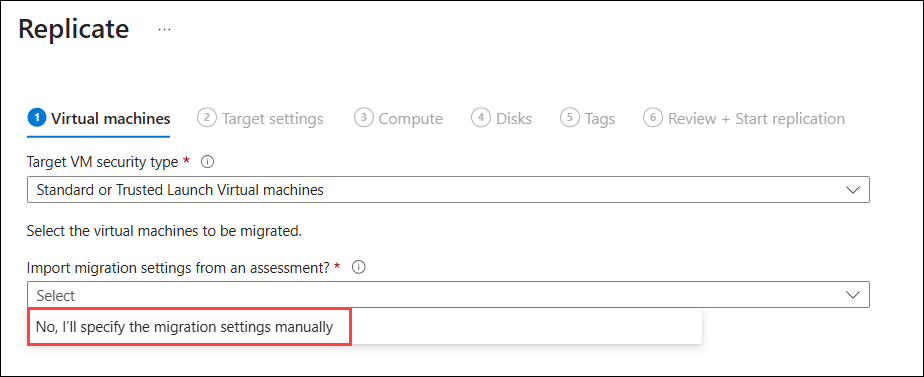 Replicate ...
1 Virtual machines 2 Target settings 3 Compute 4 Disks 5 Tags 6 Review + Start replication
Target VM security type *
Standard or Trusted Launch Virtual machines
Select the virtual machines to be migrated.
Import migration settings from an assessment? *
Select
No, I’ll specify the migration settings manually